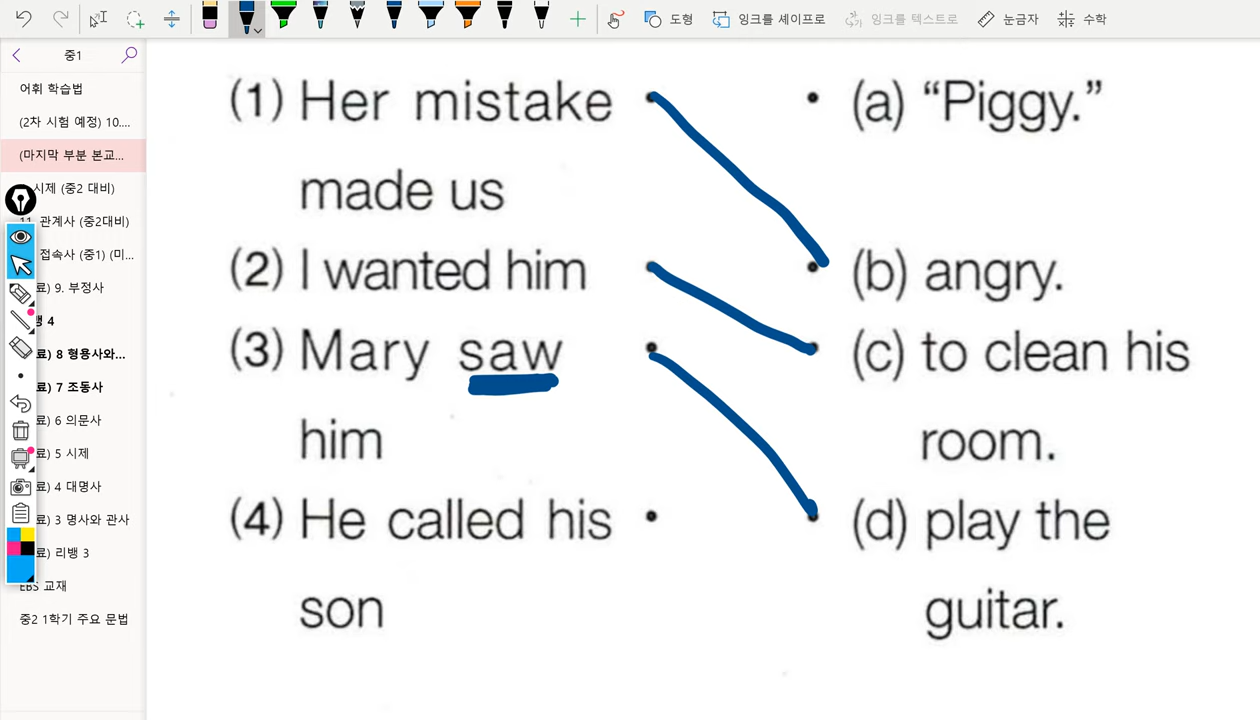 도형
잉크를 셰이프로
잉크를 텍스트로
눈금자
수학
중1
어휘 학습법
(2차 시험 예정) 10....
(마지막 부분 본교...
시제 (중2 대비)
관계사 (중2대비)
접속사 (중1) (미...
료) 9. 부정사
뱅 4
료) 8 형용사와...
료) 7 조동사
료) 6 의문사
료) 5 시제
료) 4 대명사
료) 3 명사와 관사
료) 리뱅 3
EBS 교재
중2 1학기 주요 문법
(1) Her mistake
made us
(2) I wanted him
(3) Mary saw
him
(4) He called his
son
(a) “Piggy.”
(b) angry.
(c) to clean his
room.
(d) play the
guitar.